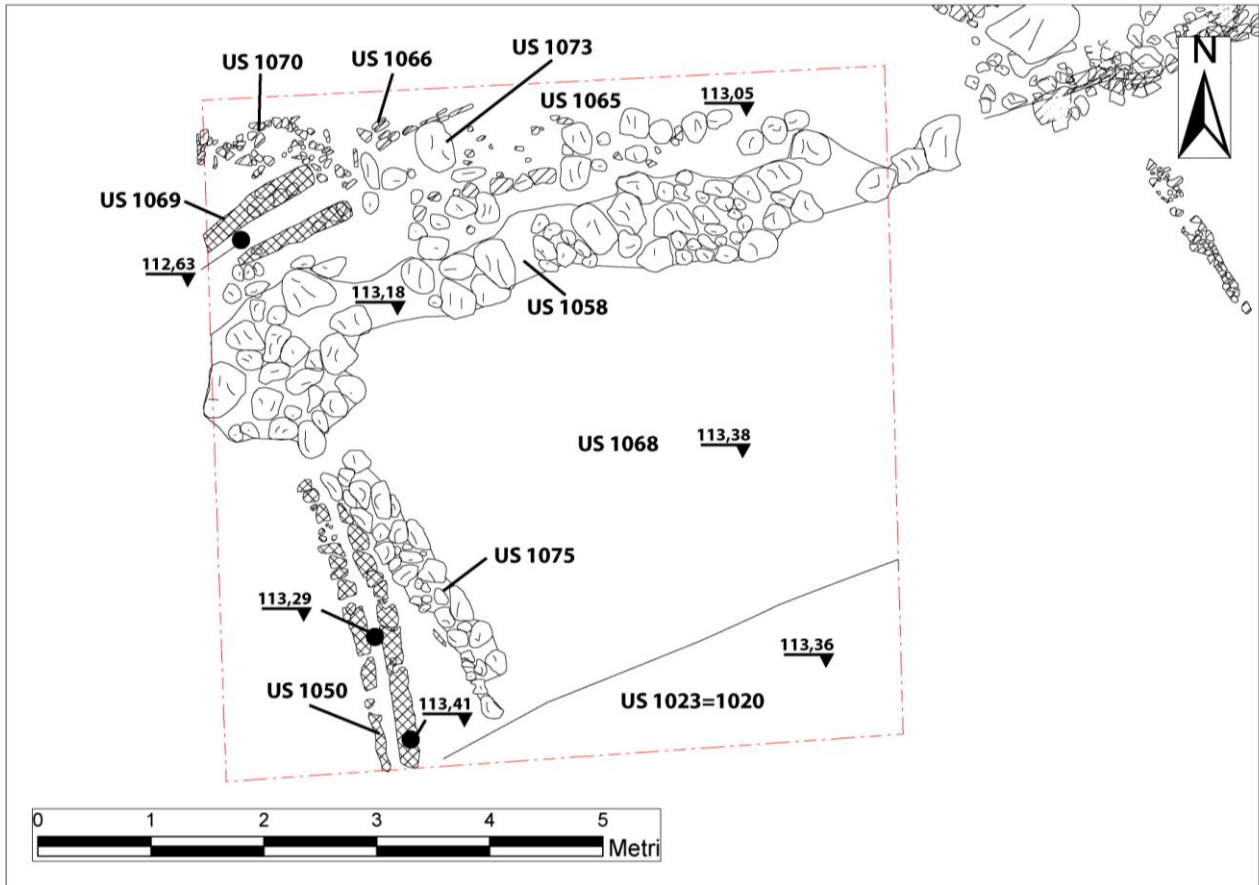 N
US 1073
US 1066
US 1070
US 1065
113,05
US 1069
112,63
113,18
US 1058
US 1068
113,38
US 1075
113,29
113,36
US 1050
113,41
US 1023=1020
0 1 2 3 4 5
Metri